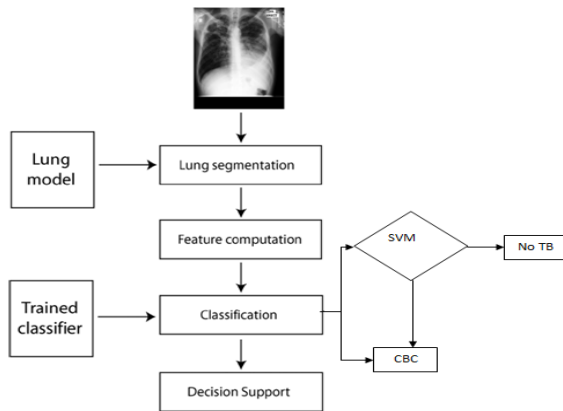 Lung
model
Lung segmentation
Feature computation
SVM
No TB
Trained
classifier
Classification
CBC
Decision Support